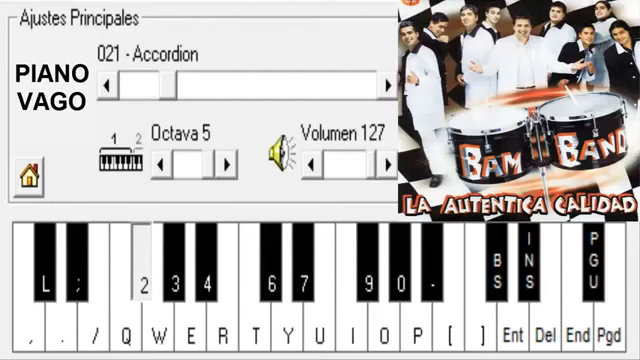 Ajustes Principales
PIANO
VAGO
021 - Accordion
1 2
Octava 5
Volumen 127
BAM BAND
LA AUTENTICA CALIDAD
L ; 2 3 4 6 7 9 0 - BS INS PGU
, . / Q W E R T Y U I O P [ ] Ent Del End Pgd